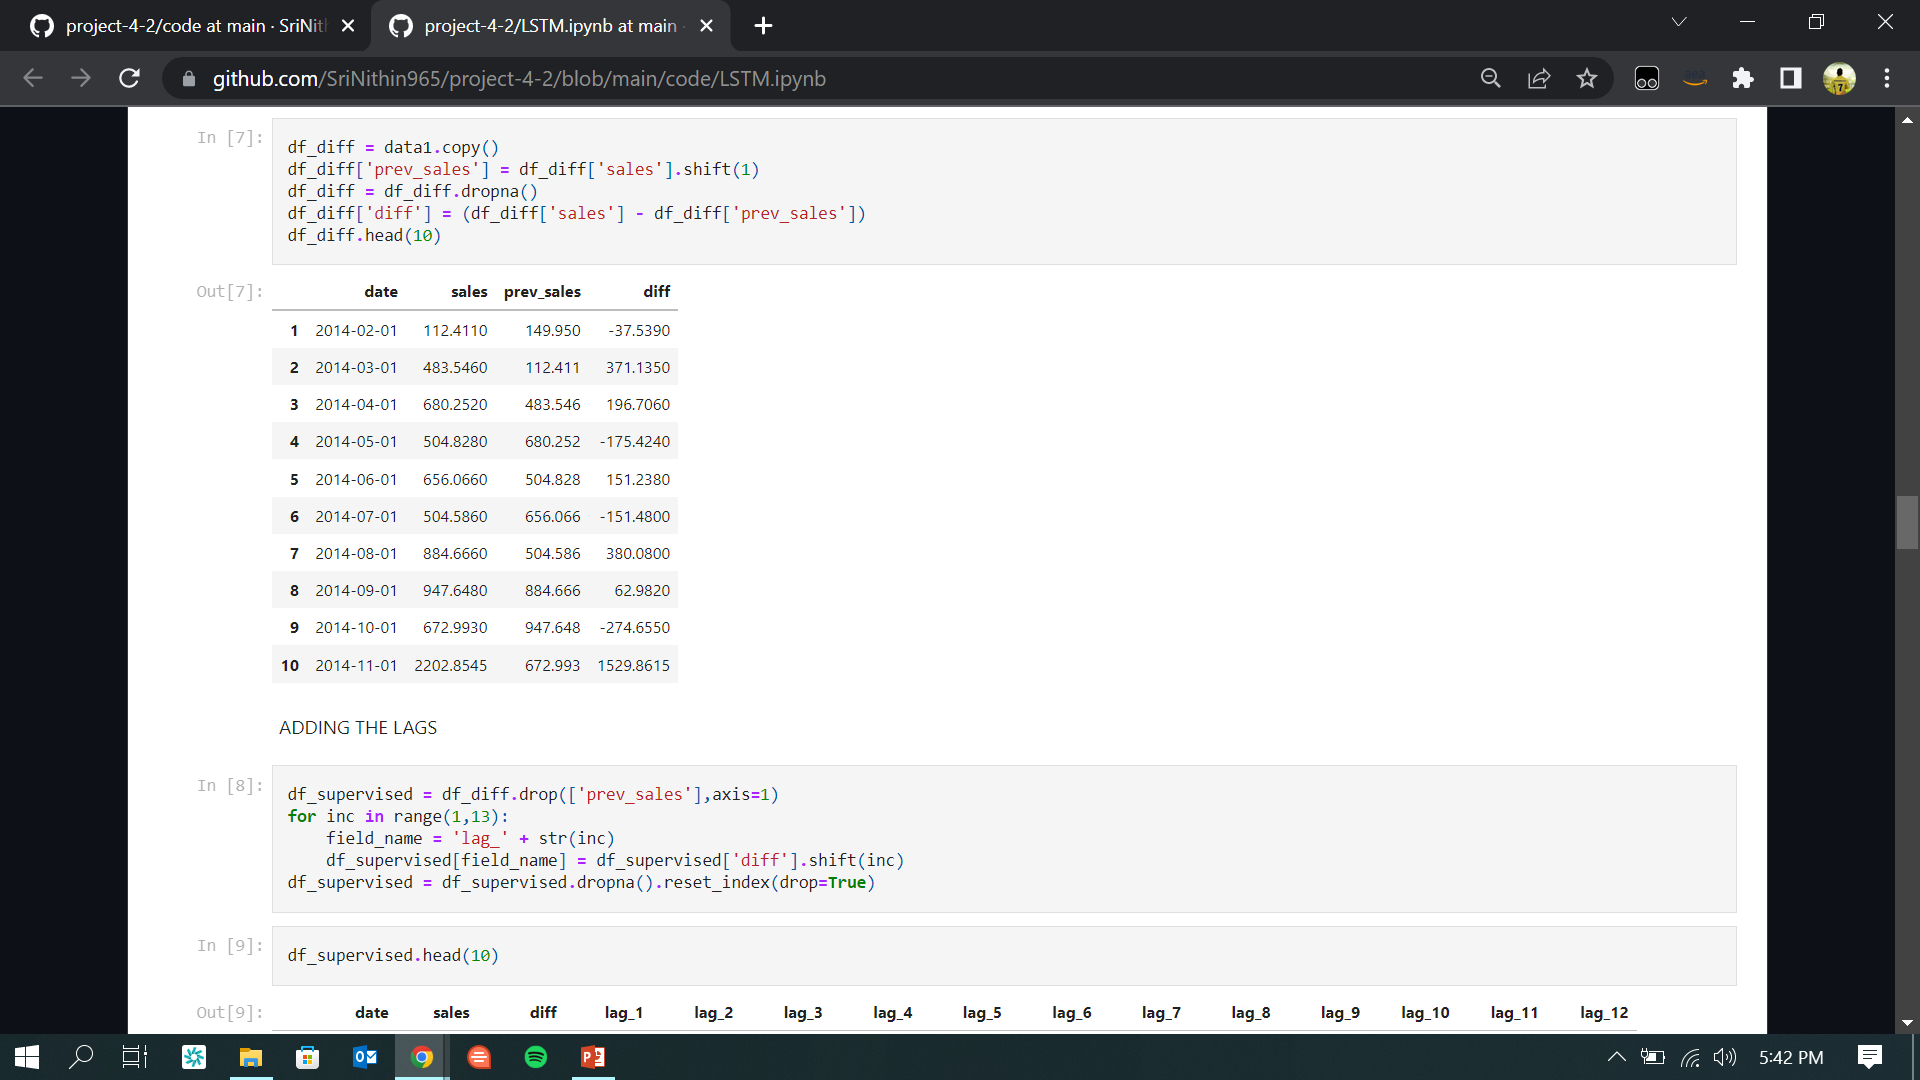 project-4-2/code at main · SriNith
project-4-2/LSTM.ipynb at main ·
github.com/SriNithin965/project-4-2/blob/main/code/LSTM.ipynb
In [7]:
df_diff = data1.copy()
df_diff['prev_sales'] = df_diff['sales'].shift(1)
df_diff = df_diff.dropna()
df_diff['diff'] = (df_diff['sales'] - df_diff['prev_sales'])
df_diff.head(10)
Out[7]:
date sales prev_sales diff
1 2014-02-01 112.4110 149.950 -37.5390
2 2014-03-01 483.5460 112.411 371.1350
3 2014-04-01 680.2520 483.546 196.7060
4 2014-05-01 504.8280 680.252 -175.4240
5 2014-06-01 656.0660 504.828 151.2380
6 2014-07-01 504.5860 656.066 -151.4800
7 2014-08-01 884.6660 504.586 380.0800
8 2014-09-01 947.6480 884.666 62.9820
9 2014-10-01 672.9930 947.648 -274.6550
10 2014-11-01 2202.8545 672.993 1529.8615
ADDING THE LAGS
In [8]:
df_supervised = df_diff.drop(['prev_sales'],axis=1)
for inc in range(1,13):
    field_name = 'lag_' + str(inc)
    df_supervised[field_name] = df_supervised['diff'].shift(inc)
df_supervised = df_supervised.dropna().reset_index(drop=True)
In [9]:
df_supervised.head(10)
Out[9]:
date sales diff lag_1 lag_2 lag_3 lag_4 lag_5 lag_6 lag_7 lag_8 lag_9 lag_10 lag_11 lag_12
5:42 PM